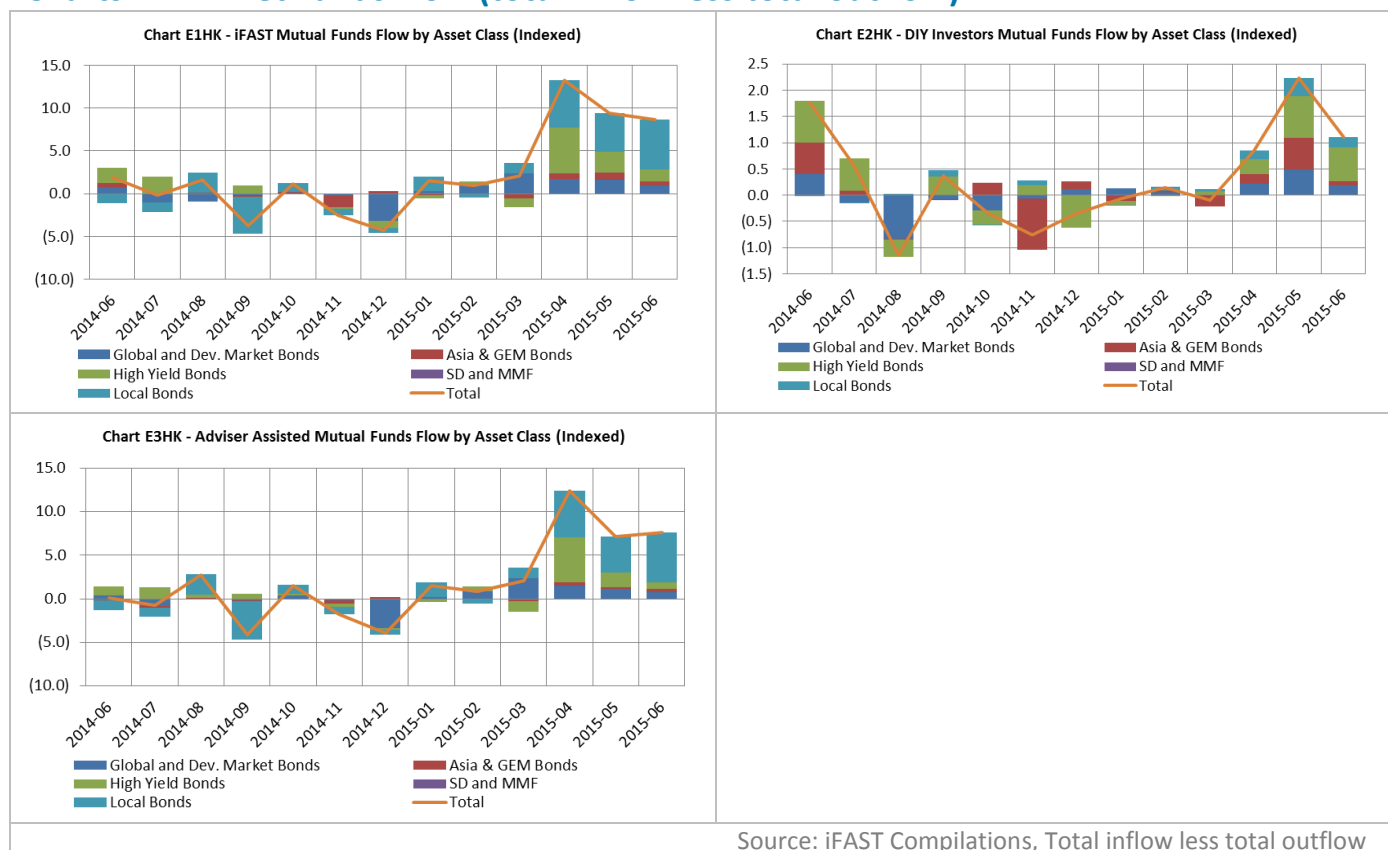 Chart E1HK - iFAST Mutual Funds Flow by Asset Class (Indexed)
15.0
10.0
5.0
0.0
(5.0)
(10.0)
2014-06 2014-07 2014-08 2014-09 2014-10 2014-11 2014-12 2015-01 2015-02 2015-03 2015-04 2015-05 2015-06
Global and Dev. Market Bonds Asia & GEM Bonds
High Yield Bonds SD and MMF
Local Bonds Total
Chart E2HK - DIY Investors Mutual Funds Flow by Asset Class (Indexed)
2.5
2.0
1.5
1.0
0.5
0.0
(0.5)
(1.0)
(1.5)
2014-06 2014-07 2014-08 2014-09 2014-10 2014-11 2014-12 2015-01 2015-02 2015-03 2015-04 2015-05 2015-06
Global and Dev. Market Bonds Asia & GEM Bonds
High Yield Bonds SD and MMF
Local Bonds Total
Chart E3HK - Adviser Assisted Mutual Funds Flow by Asset Class (Indexed)
15.0
10.0
5.0
0.0
(5.0)
(10.0)
2014-06 2014-07 2014-08 2014-09 2014-10 2014-11 2014-12 2015-01 2015-02 2015-03 2015-04 2015-05 2015-06
Global and Dev. Market Bonds Asia & GEM Bonds
High Yield Bonds SD and MMF
Local Bonds Total
Source: iFAST Compilations, Total inflow less total outflow